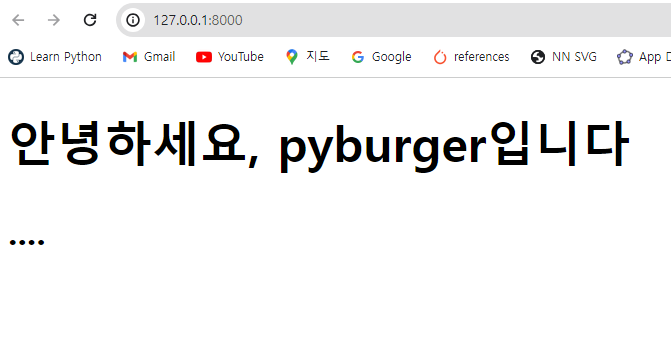 127.0.0.1:8000
Learn Python Gmail YouTube 지도 Google references NN SVG App D
안녕하세요, pyburger입니다
....